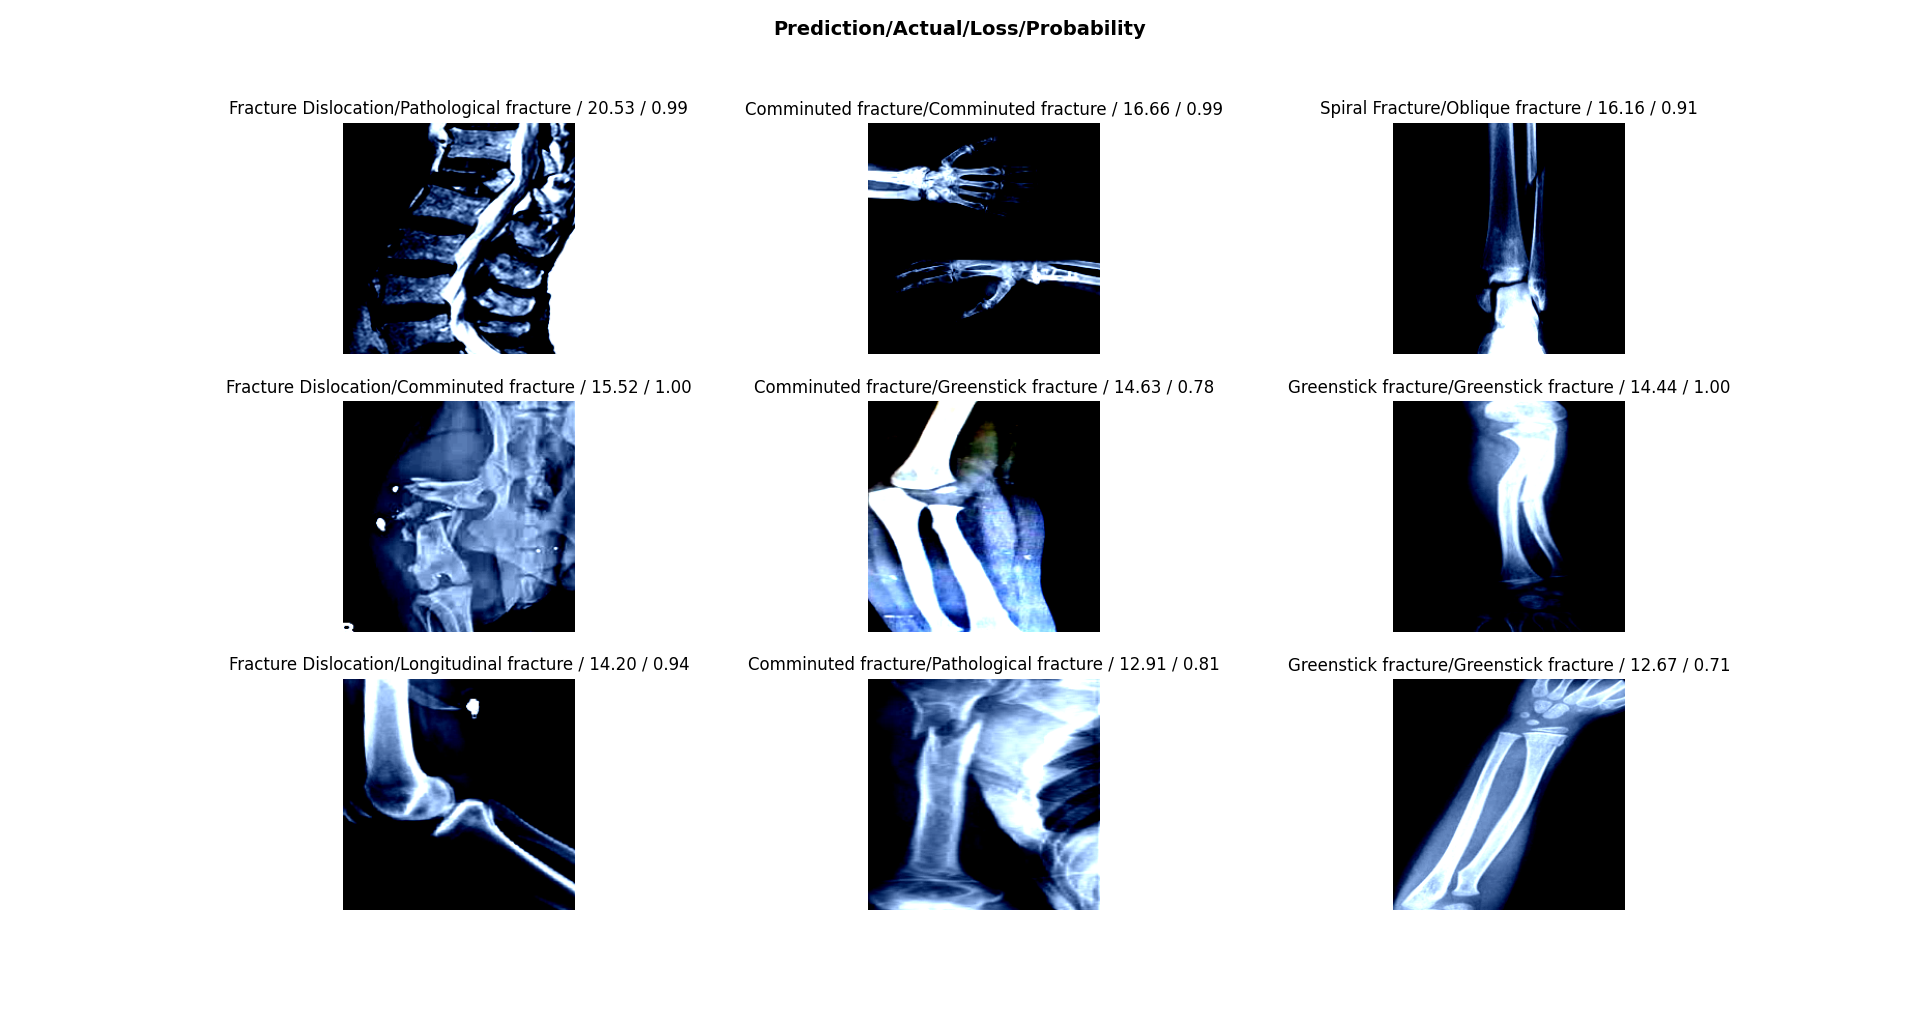 Prediction/Actual/Loss/Probability
Fracture Dislocation/Pathological fracture / 20.53 / 0.99
Comminuted fracture/Comminuted fracture / 16.66 / 0.99
Spiral Fracture/Oblique fracture / 16.16 / 0.91
Fracture Dislocation/Comminuted fracture / 15.52 / 1.00
Comminuted fracture/Greenstick fracture / 14.63 / 0.78
Greenstick fracture/Greenstick fracture / 14.44 / 1.00
Fracture Dislocation/Longitudinal fracture / 14.20 / 0.94
Comminuted fracture/Pathological fracture / 12.91 / 0.81
Greenstick fracture/Greenstick fracture / 12.67 / 0.71